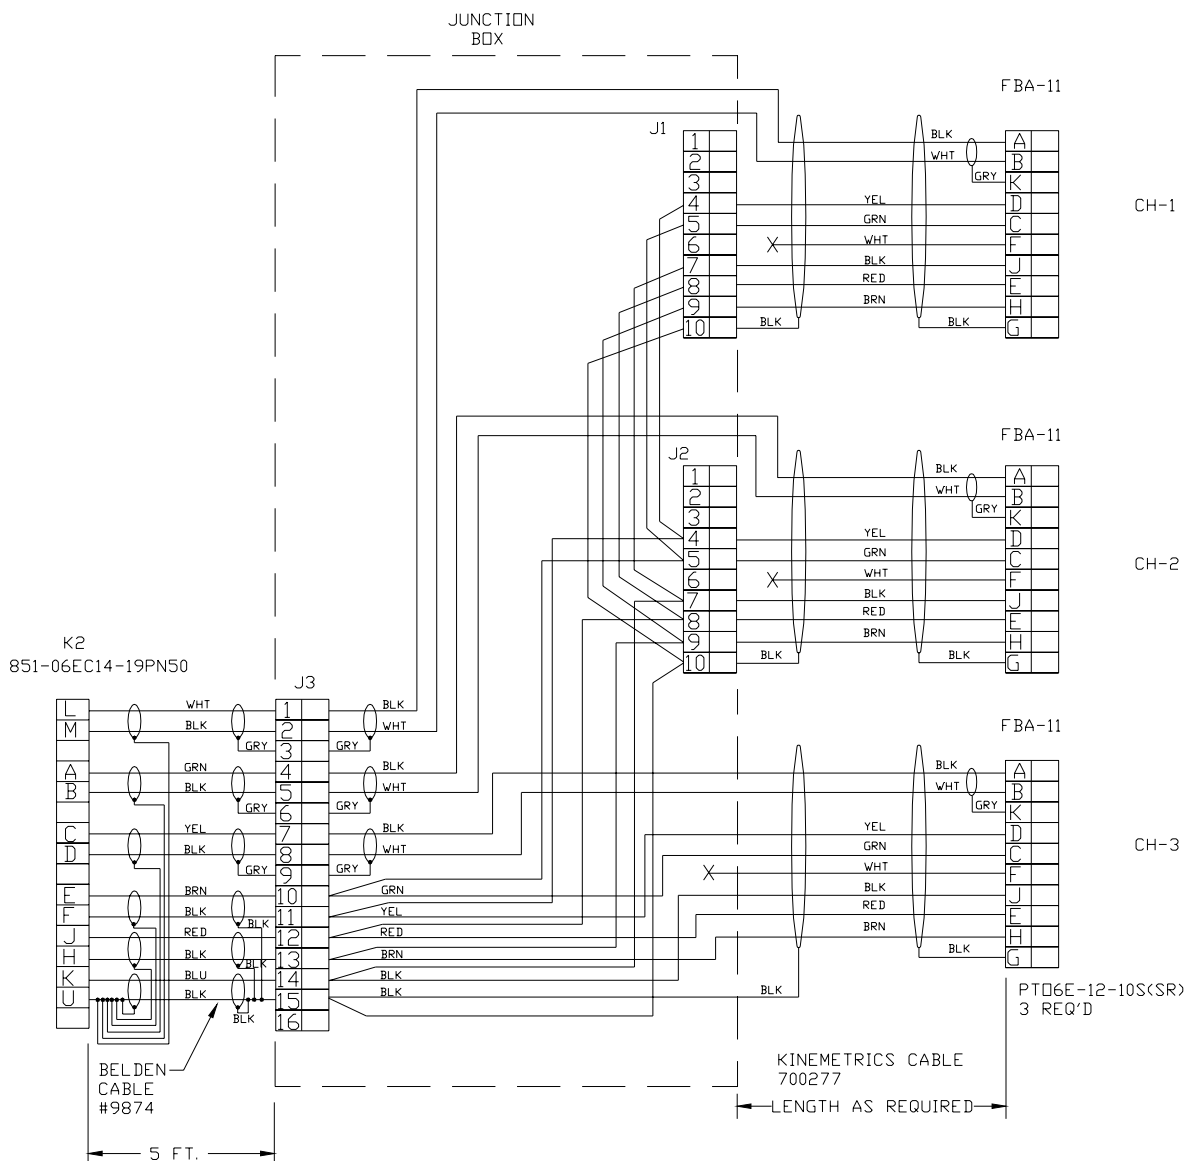 JUNCTION
BOX
FBA-11
J1
1
2
3
4
5
6
7
8
9
10
BLK
WHT
GRY
YEL
GRN
WHT
BLK
RED
BRN
BLK
BLK
A
B
K
D
C
F
J
E
H
G
CH-1
FBA-11
J2
1
2
3
4
5
6
7
8
9
10
BLK
WHT
GRY
YEL
GRN
WHT
BLK
RED
BRN
BLK
BLK
A
B
K
D
C
F
J
E
H
G
CH-2
K2
851-06EC14-19PN50
L
M
A
B
C
D
E
F
J
H
K
U
WHT
BLK
GRY
GRN
BLK
GRY
YEL
BLK
GRY
BRN
BLK
BLK
RED
BLK
BLK
BLU
BLK
BLK
J3
1
2
3
4
5
6
7
8
9
10
11
12
13
14
15
16
BLK
WHT
GRY
BLK
WHT
GRY
BLK
WHT
GRY
GRN
YEL
RED
BRN
BLK
BLK
BLK
FBA-11
BLK
WHT
GRY
YEL
GRN
WHT
BLK
RED
BRN
BLK
A
B
K
D
C
F
J
E
H
G
CH-3
PT06E-12-10S(SR)
3 REQ'D
BELDEN
CABLE
#9874
5 FT.
KINEMETRICS CABLE
700277
LENGTH AS REQUIRED